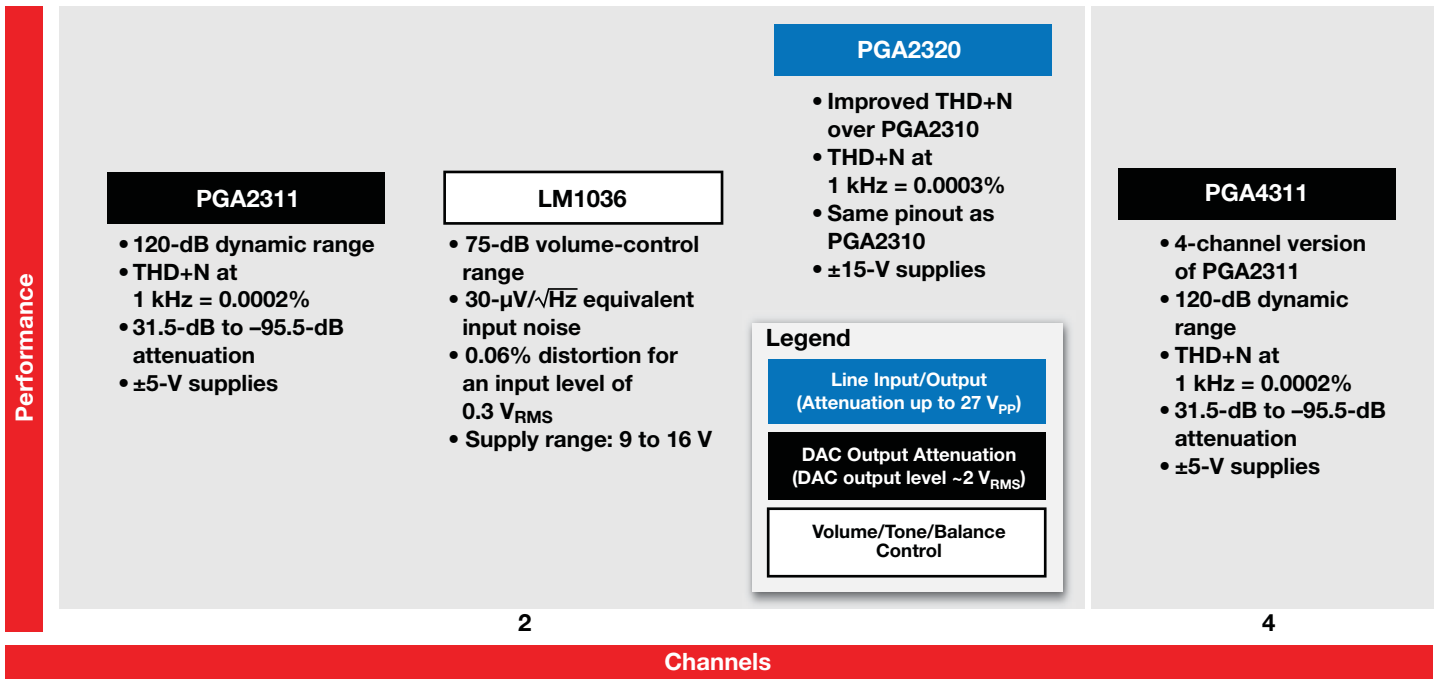 Performance
PGA2311
• 120-dB dynamic range
• THD+N at
1 kHz = 0.0002%
• 31.5-dB to –95.5-dB
attenuation
• ±5-V supplies
LM1036
• 75-dB volume-control
range
• 30-µV/√Hz equivalent
input noise
• 0.06% distortion for
an input level of
0.3 VRMS
• Supply range: 9 to 16 V
PGA2320
• Improved THD+N
over PGA2310
• THD+N at
1 kHz = 0.0003%
• Same pinout as
PGA2310
• ±15-V supplies
Legend
Line Input/Output
(Attenuation up to 27 VPP)
DAC Output Attenuation
(DAC output level ~2 VRMS)
Volume/Tone/Balance
Control
PGA4311
• 4-channel version
of PGA2311
• 120-dB dynamic
range
• THD+N at
1 kHz = 0.0002%
• 31.5-dB to –95.5-dB
attenuation
• ±5-V supplies
2
4
Channels